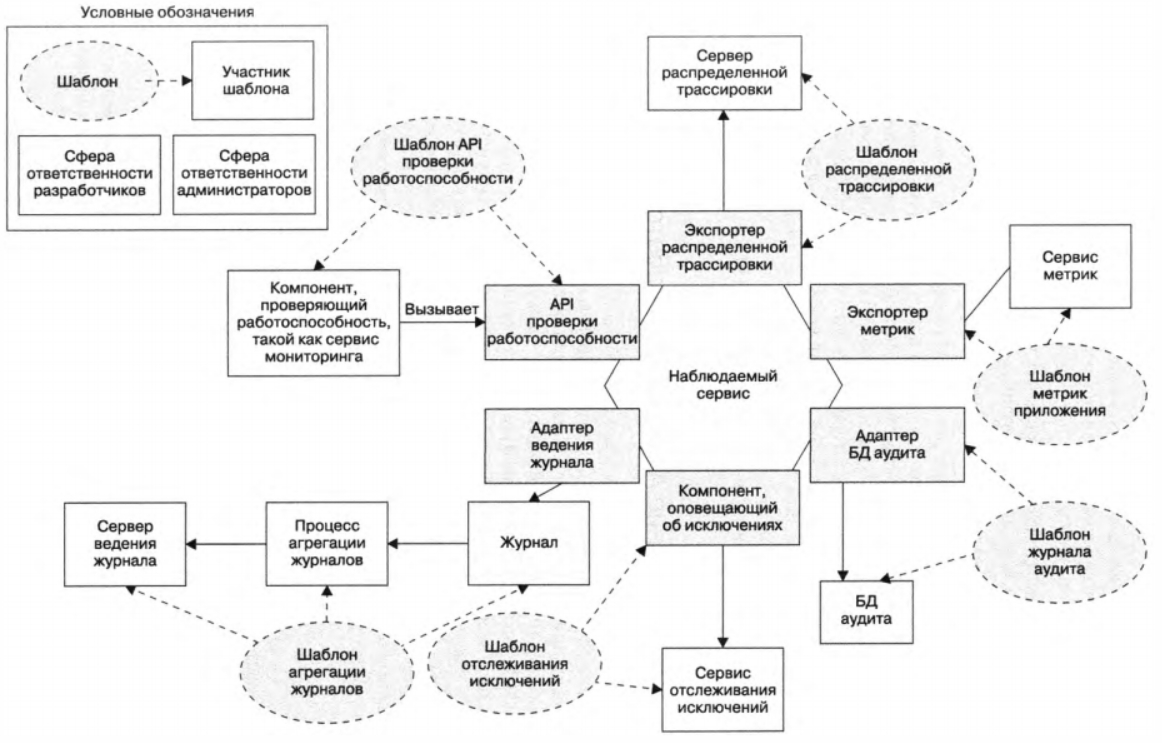 Условные обозначения
Шаблон
Участник
шаблона
Сфера
ответственности
разработчиков
Сфера
ответственности
администраторов
Шаблон API
проверки
работоспособности
Сервер
распределенной
трассировки
Шаблон
распределенной
трассировки
Экспортер
распределенной
трассировки
Сервис
метрик
Компонент,
проверяющий
работоспособность,
такой как сервис
мониторинга
Вызывает
API
проверки
работоспособности
Экспортер
метрик
Наблюдаемый
сервис
Шаблон
метрик
приложения
Адаптер
ведения
журнала
Адаптер
БД аудита
Компонент,
оповещающий
об исключениях
Сервер
ведения
журнала
Процесс
агрегации
журналов
Журнал
Шаблон
журнала
аудита
БД
аудита
Шаблон
агрегации
журналов
Шаблон
отслеживания
исключений
Сервис
отслеживания
исключений